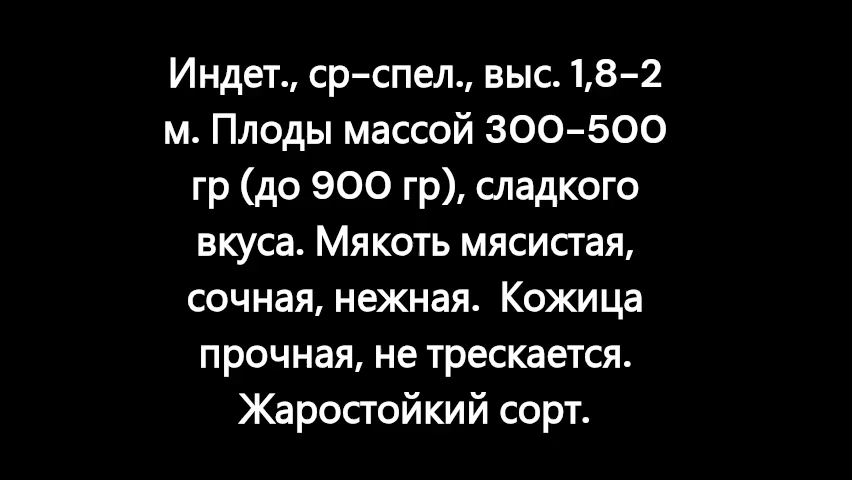 Индет., ср-спел., выс. 1,8-2
м. Плоды массой 300-500
гр (до 900 гр), сладкого
вкуса. Мякоть мясистая,
сочная, нежная.  Кожица
прочная, не трескается.
Жаростойкий сорт.